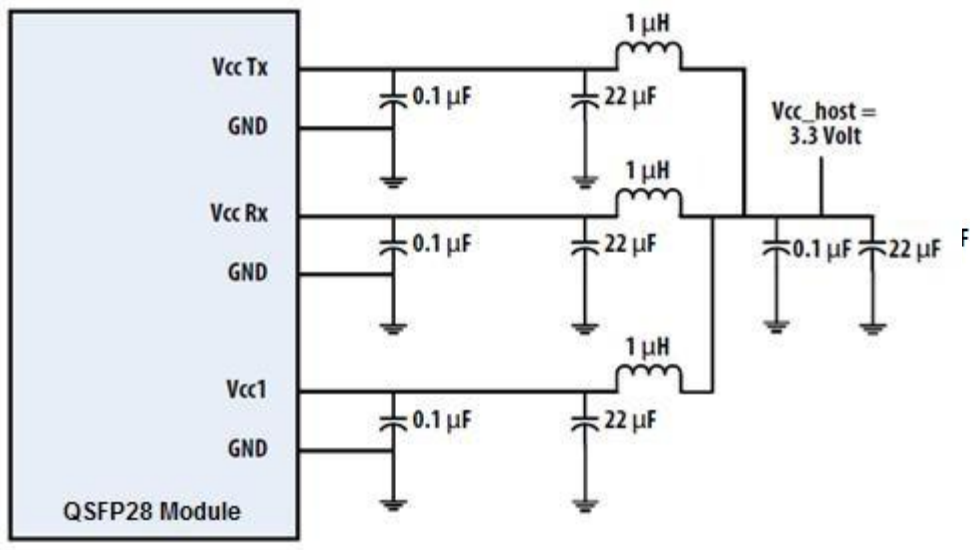 1 µH
Vcc Tx
0.1 µF
22 µF
GND
Vcc_host =
3.3 Volt
1 µH
Vcc Rx
0.1 µF
22 µF
0.1 µF
22 µF
F
GND
1 µH
Vcc1
0.1 µF
22 µF
GND
QSFP28 Module